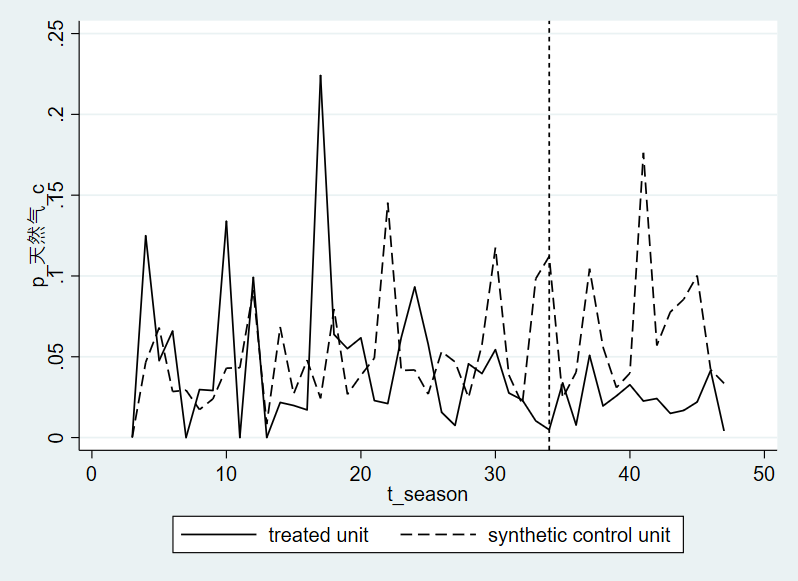 .25
.2
.15
.1
.05
0
p_天然气_c
0 10 20 30 40 50
t_season
treated unit synthetic control unit